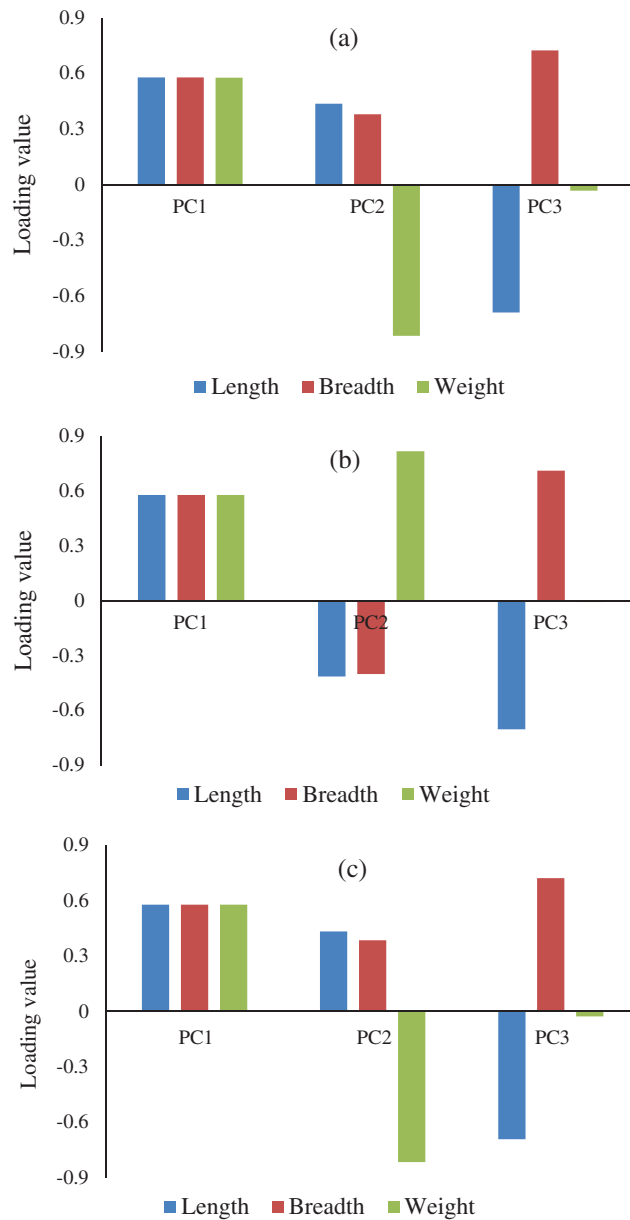 (a)
0.9
0.6
0.3
0
-0.3
-0.6
-0.9
Loading value
PC1 PC2 PC3
Length Breadth Weight
(b)
0.9
0.6
0.3
0
-0.3
-0.6
-0.9
Loading value
PC1 PC2 PC3
Length Breadth Weight
(c)
0.9
0.6
0.3
0
-0.3
-0.6
-0.9
Loading value
PC1 PC2 PC3
Length Breadth Weight